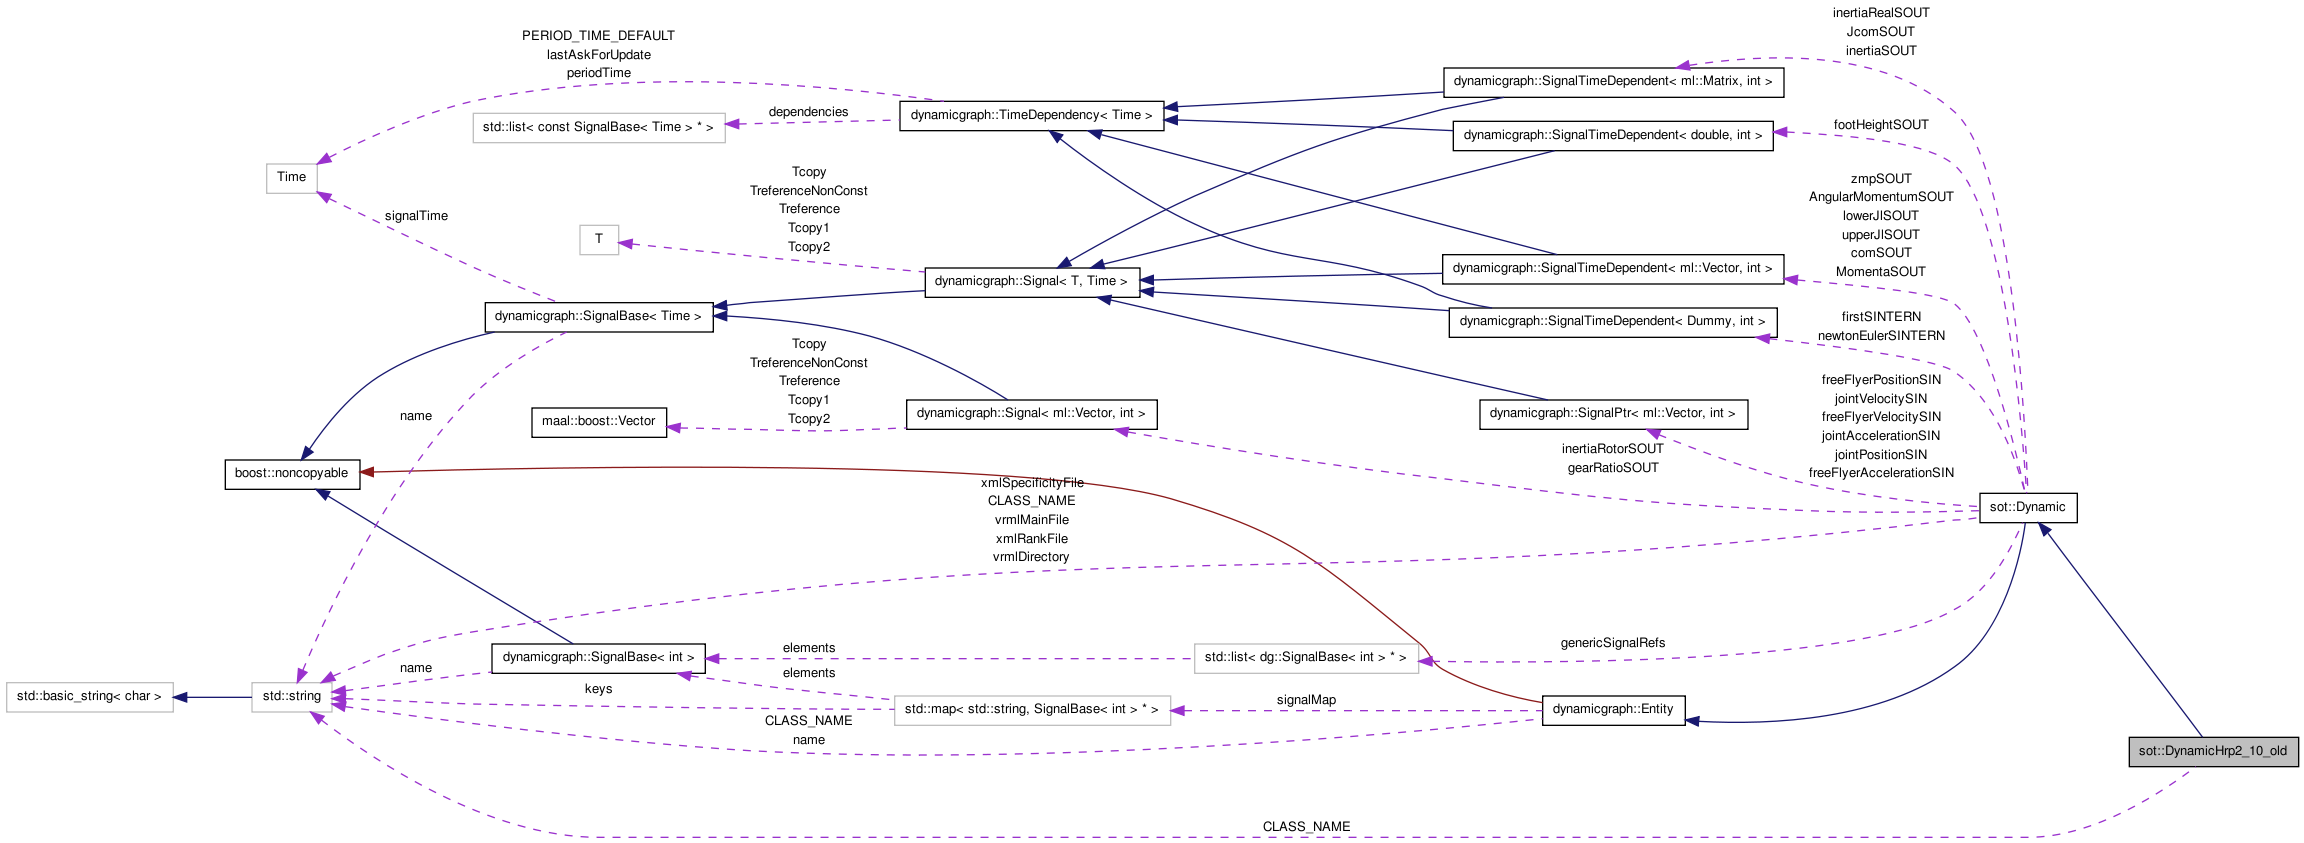 inertiaRealSOUT
JcomSOUT
inertiaSOUT
PERIOD_TIME_DEFAULT
lastAskForUpdate
periodTime
dynamicgraph::SignalTimeDependent< ml::Matrix, int >
dependencies
dynamicgraph::TimeDependency< Time >
std::list< const SignalBase< Time > * >
footHeightSOUT
dynamicgraph::SignalTimeDependent< double, int >
Time
Tcopy
TreferenceNonConst
Treference
Tcopy1
Tcopy2
zmpSOUT
AngularMomentumSOUT
lowerJlSOUT
upperJlSOUT
comSOUT
MomentaSOUT
signalTime
T
dynamicgraph::SignalTimeDependent< ml::Vector, int >
dynamicgraph::Signal< T, Time >
dynamicgraph::SignalBase< Time >
dynamicgraph::SignalTimeDependent< Dummy, int >
firstSINTERN
newtonEulerSINTERN
Tcopy
TreferenceNonConst
Treference
Tcopy1
Tcopy2
freeFlyerPositionSIN
jointVelocitySIN
freeFlyerVelocitySIN
jointAccelerationSIN
jointPositionSIN
freeFlyerAccelerationSIN
name
maal::boost::Vector
dynamicgraph::Signal< ml::Vector, int >
dynamicgraph::SignalPtr< ml::Vector, int >
inertiaRotorSOUT
gearRatioSOUT
boost::noncopyable
xmlSpecificityFile
CLASS_NAME
vrmlMainFile
xmlRankFile
vrmlDirectory
sot::Dynamic
genericSignalRefs
elements
dynamicgraph::SignalBase< int >
std::list< dg::SignalBase< int > * >
name
elements
keys
std::basic_string< char >
std::string
signalMap
std::map< std::string, SignalBase< int > * >
dynamicgraph::Entity
CLASS_NAME
name
sot::DynamicHrp2_10_old
CLASS_NAME